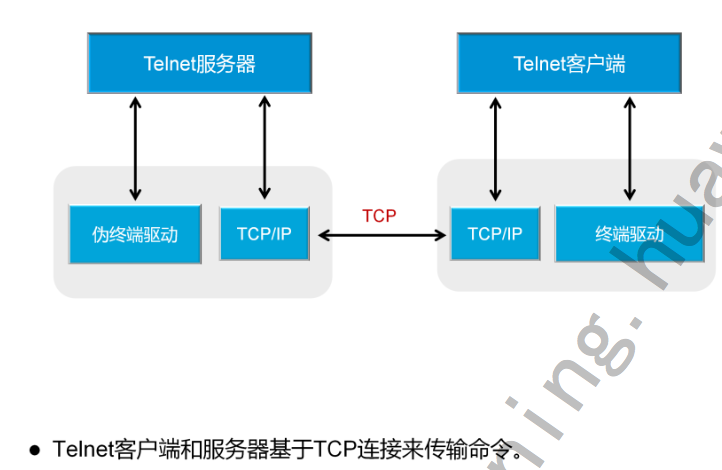 Telnet服务器 Telnet客户端
TCP
伪终端驱动 TCP/IP TCP/IP 终端驱动
● Telnet客户端和服务器基于TCP连接来传输命令。
ning.hua